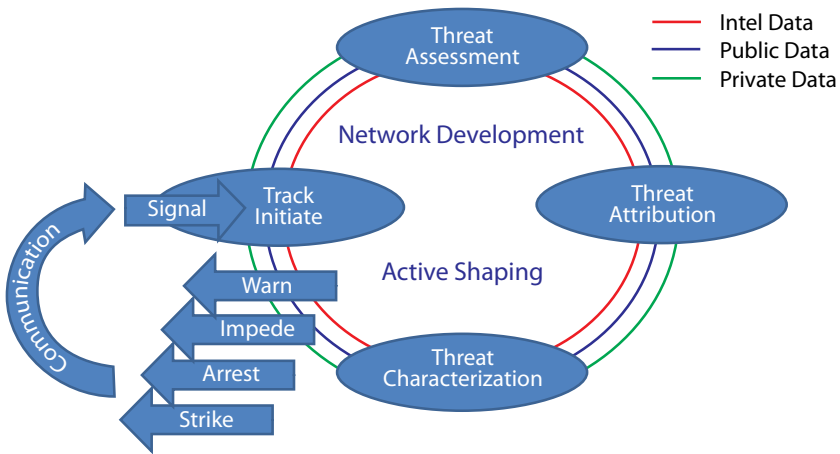 Threat
Assessment
Intel Data
Public Data
Private Data
Network Development
Signal
Track
Initiate
Threat
Attribution
Communication
Active Shaping
Warn
Impede
Arrest
Strike
Threat
Characterization